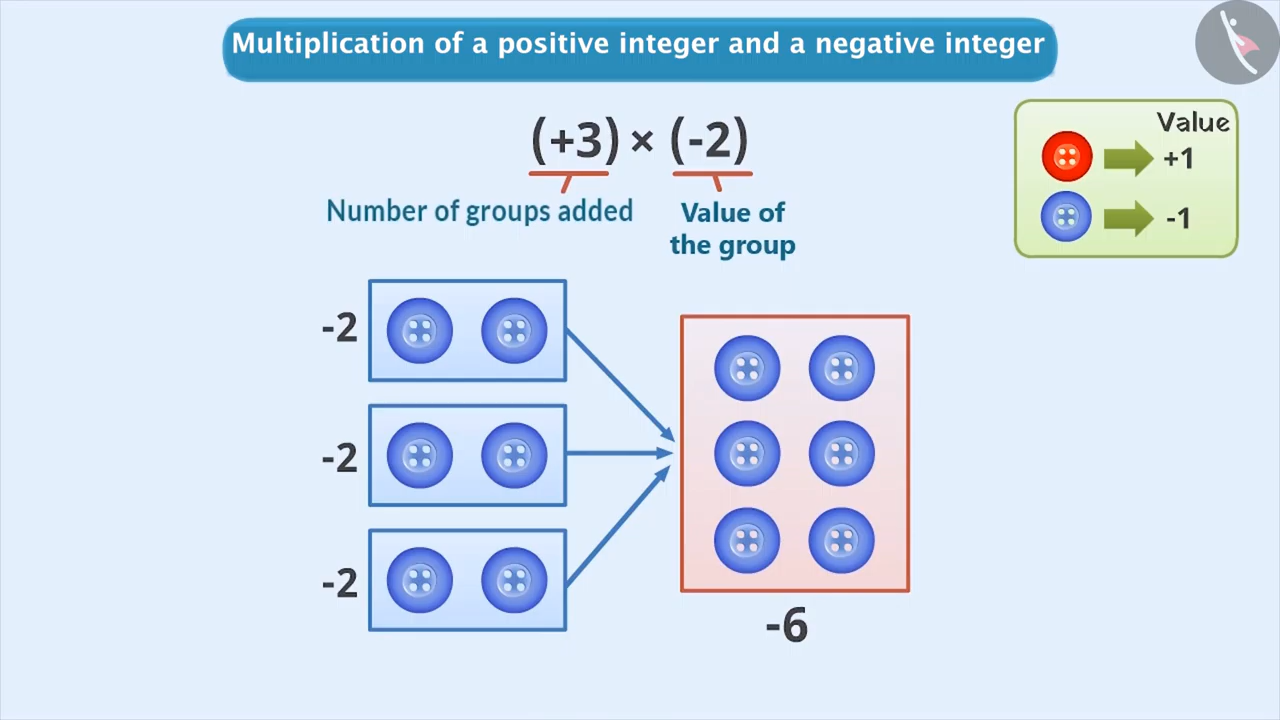 Multiplication of a positive integer and a negative integer
(+3) × (-2)
Number of groups added
Value of
the group
Value
+1
-1
-2
-2
-2
-6